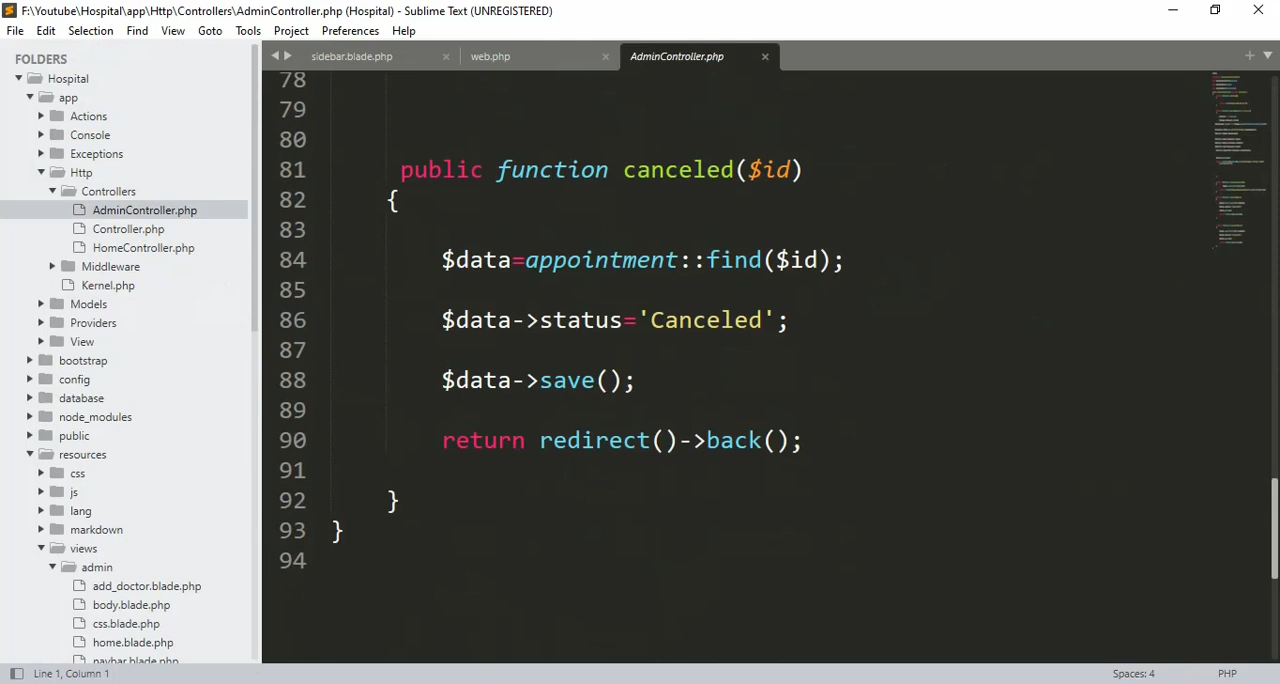 F:\Youtube\Hospital\app\Http\Controllers\AdminController.php (Hospital) - Sublime Text (UNREGISTERED)
File Edit Selection Find View Goto Tools Project Preferences Help
FOLDERS
Hospital
app
Actions
Console
Exceptions
Http
Controllers
AdminController.php
Controller.php
HomeController.php
Middleware
Kernel.php
Models
Providers
View
bootstrap
config
database
node_modules
public
resources
css
js
lang
markdown
views
admin
add_doctor.blade.php
body.blade.php
css.blade.php
home.blade.php
navbar.blade.php
sidebar.blade.php web.php AdminController.php
78
79
80
81 public function canceled($id)
82 {
83
84 $data=appointment::find($id);
85
86 $data->status='Canceled';
87
88 $data->save();
89
90 return redirect()->back();
91
92 }
93 }
94
Line 1, Column 1 Spaces: 4 PHP